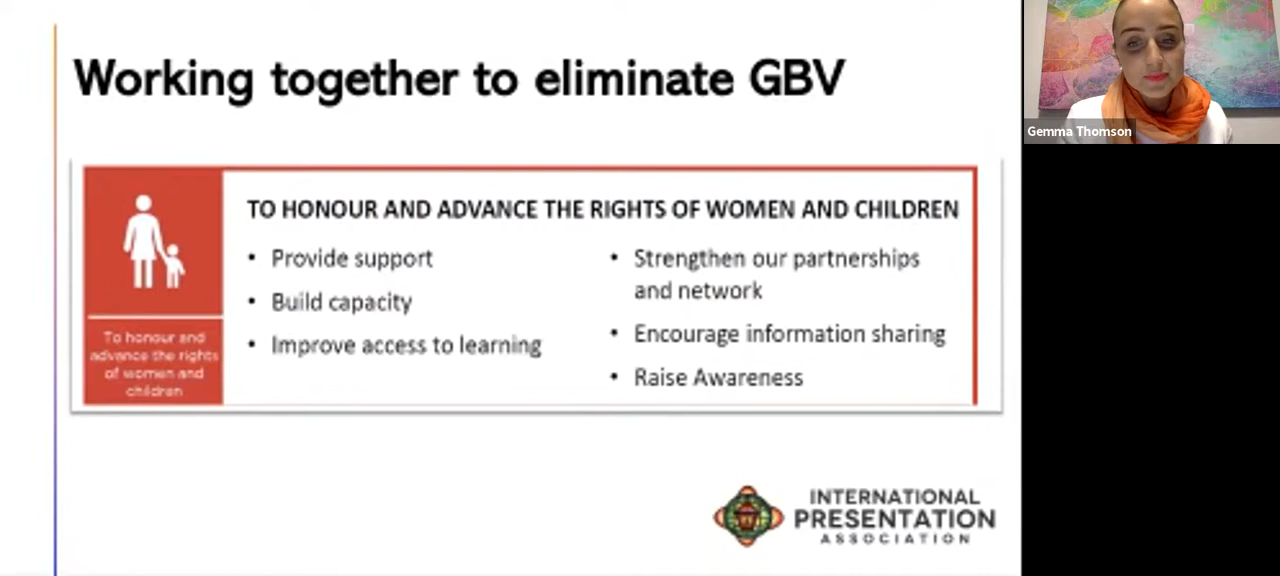 Working together to eliminate GBV
TO HONOUR AND ADVANCE THE RIGHTS OF WOMEN AND CHILDREN
• Provide support
• Build capacity
• Improve access to learning
• Strengthen our partnerships
and network
• Encourage information sharing
• Raise Awareness
To honour and
advance the rights
of women and
children
INTERNATIONAL
PRESENTATION
ASSOCIATION
Gemma Thomson